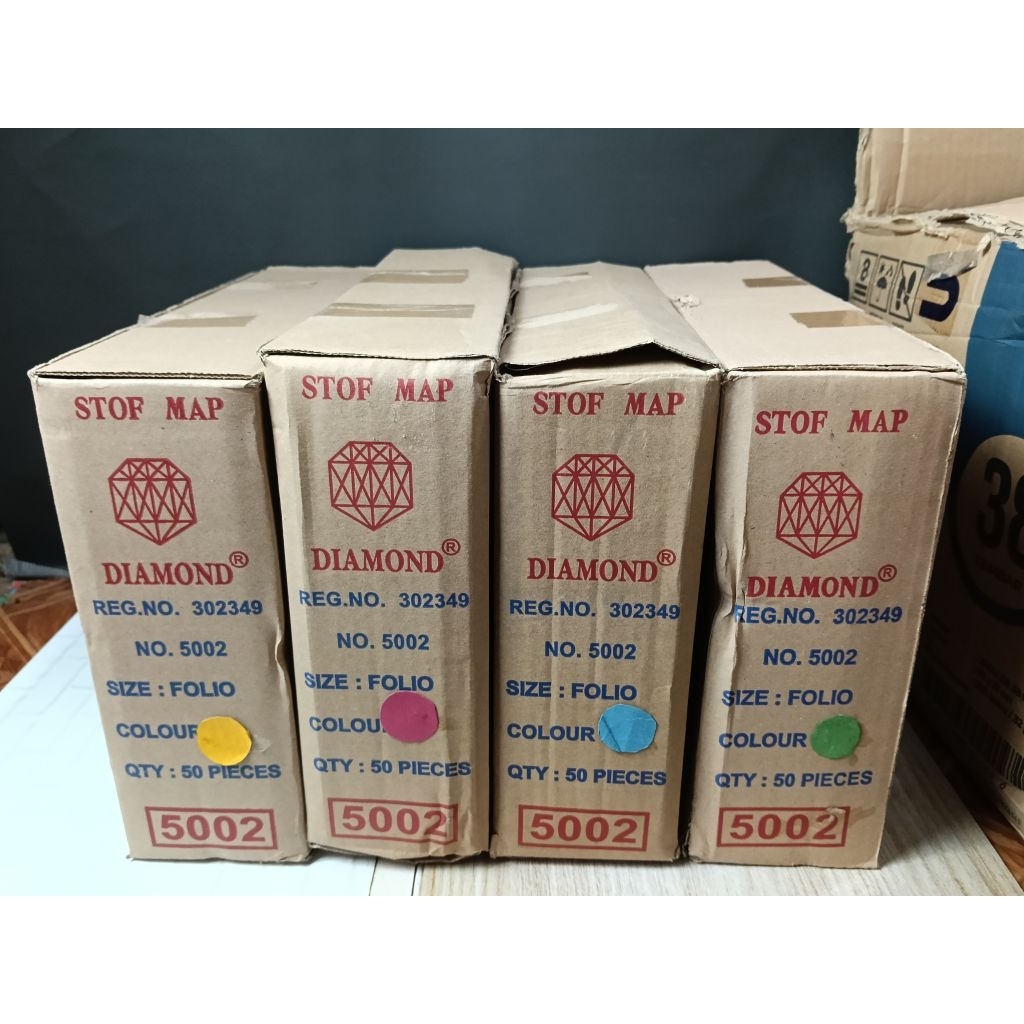 STOF MAP
DIAMOND®
REG.NO. 302349
NO. 5002
SIZE : FOLIO
COLOUR
QTY : 50 PIECES
5002
STOF MAP
DIAMOND®
REG.NO. 302349
NO. 5002
SIZE : FOLIO
COLOU
QTY : 50 PIECES
5002
STOF MAP
DIAMOND®
REG.NO. 302349
NO. 5002
SIZE : FOLIO
COLOUR
QTY : 50 PIECES
5002
STOF MAP
DIAMOND®
REG.NO. 302349
NO. 5002
SIZE : FOLIO
COLOUR
QTY : 50 PIECES
5002
8
38